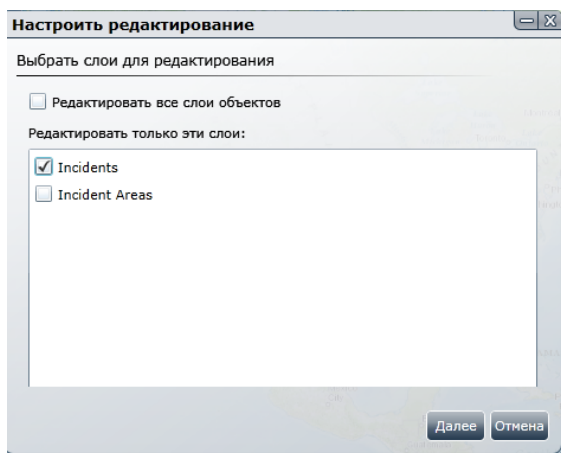 Настроить редактирование
Выбрать слои для редактирования
Редактировать все слои объектов
Редактировать только эти слои:
Incidents
Incident Areas
Далее Отмена